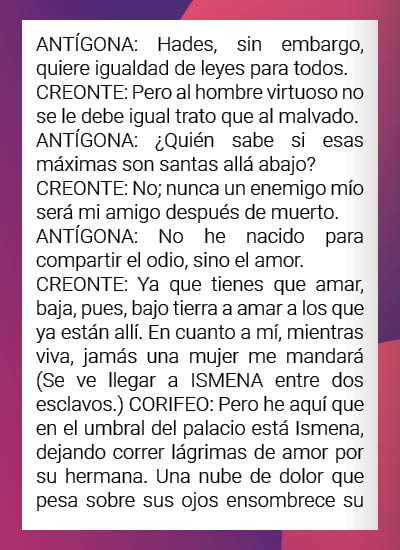 ANTÍGONA: Hades, sin embargo,
quiere igualdad de leyes para todos.
CREONTE: Pero al hombre virtuoso no
se le debe igual trato que al malvado.
ANTÍGONA: ¿Quién sabe si esas
máximas son santas allá abajo?
CREONTE: No; nunca un enemigo mío
será mi amigo después de muerto.
ANTÍGONA: No he nacido para
compartir el odio, sino el amor.
CREONTE: Ya que tienes que amar,
baja, pues, bajo tierra a amar a los que
ya están allí. En cuanto a mí, mientras
viva, jamás una mujer me mandará
(Se ve llegar a ISMENA entre dos
esclavos.) CORIFEO: Pero he aquí que
en el umbral del palacio está Ismena,
dejando correr lágrimas de amor por
su hermana. Una nube de dolor que
pesa sobre sus ojos ensombrece su